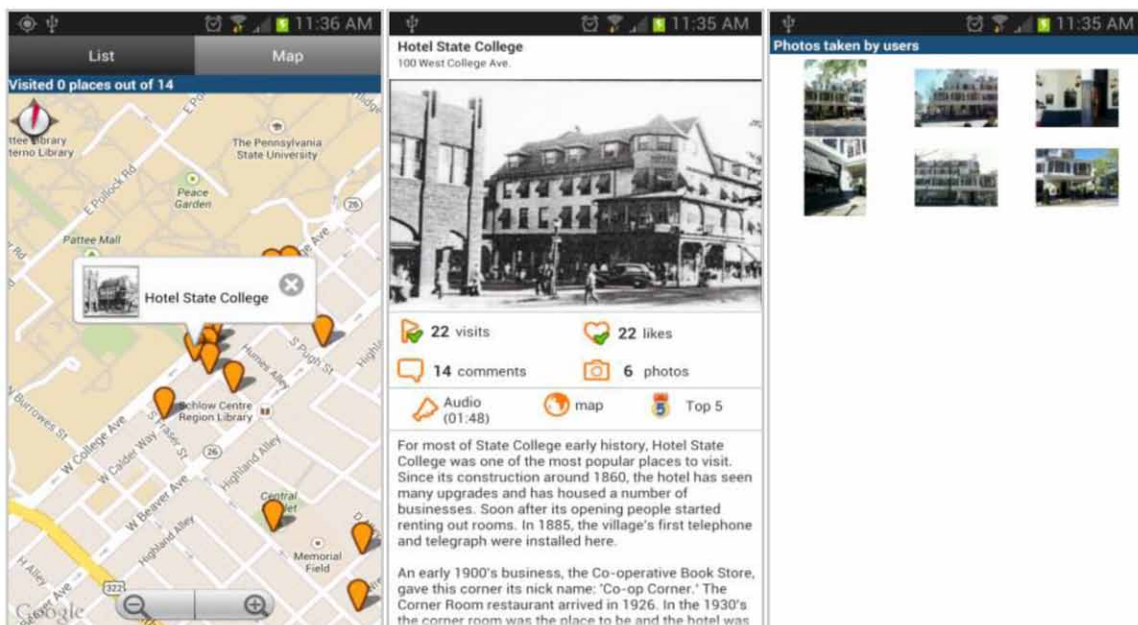 11:36 AM
List
Map
Visited 0 places out of 14
E Pollock Rd
The Pennsylvania
State University
Peace
Garden
26
Pattee Mall
Hotel State College
S Pugh St
Humes Alley
Schlow Centre
Region Library
N Burrowes St
W College Ave
W Calder Way
S Fraser St
26
Highland Alley
W Beaver Ave
Central
Highland Alley
Memorial
Field
H Alley
322
Google
11:35 AM
Hotel State College
100 West College Ave.
22 visits
22 likes
14 comments
6 photos
Audio
(01:48)
map
5
Top 5
For most of State College early history, Hotel State
College was one of the most popular places to visit.
Since its construction around 1860, the hotel has seen
many upgrades and has housed a number of
businesses. Soon after its opening people started
renting out rooms. In 1885, the village's first telephone
and telegraph were installed here.
An early 1900's business, the Co-operative Book Store,
gave this corner its nick name: 'Co-op Corner.' The
Corner Room restaurant arrived in 1926. In the 1930's
the corner room was the place to be and the hotel was
11:35 AM
Photos taken by users